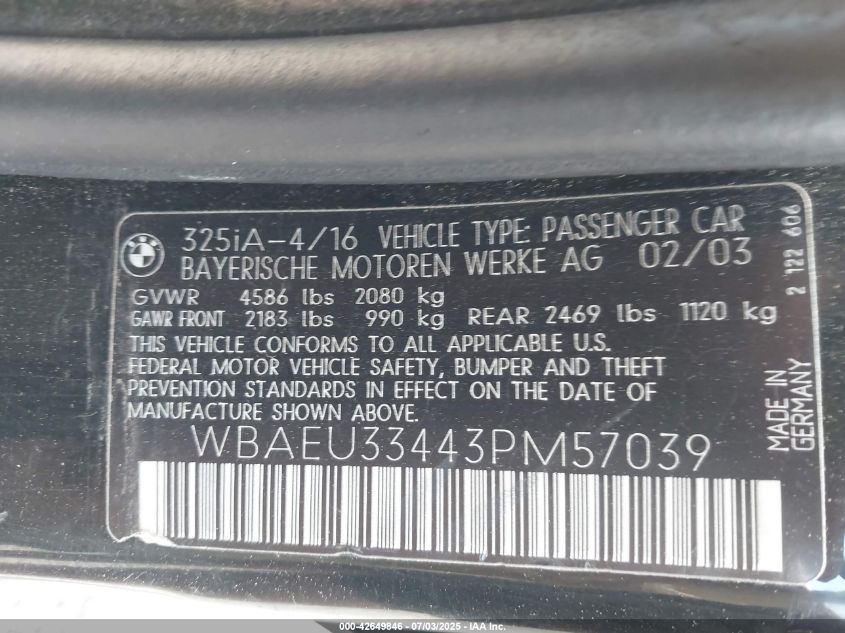 325iA-4/16 VEHICLE TYPE: PASSENGER CAR
BAYERISCHE MOTOREN WERKE AG 02/03
GVWR 4586 lbs 2080 kg
GAWR FRONT 2183 lbs 990 kg REAR 2469 lbs 1120 kg
THIS VEHICLE CONFORMS TO ALL APPLICABLE U.S.
FEDERAL MOTOR VEHICLE SAFETY, BUMPER AND THEFT
PREVENTION STANDARDS IN EFFECT ON THE DATE OF
MANUFACTURE SHOWN ABOVE.
WBAEU33443PM57039
2 122 606
MADE IN
GERMANY
000-42649846 - 07/03/2025 - IAA Inc.